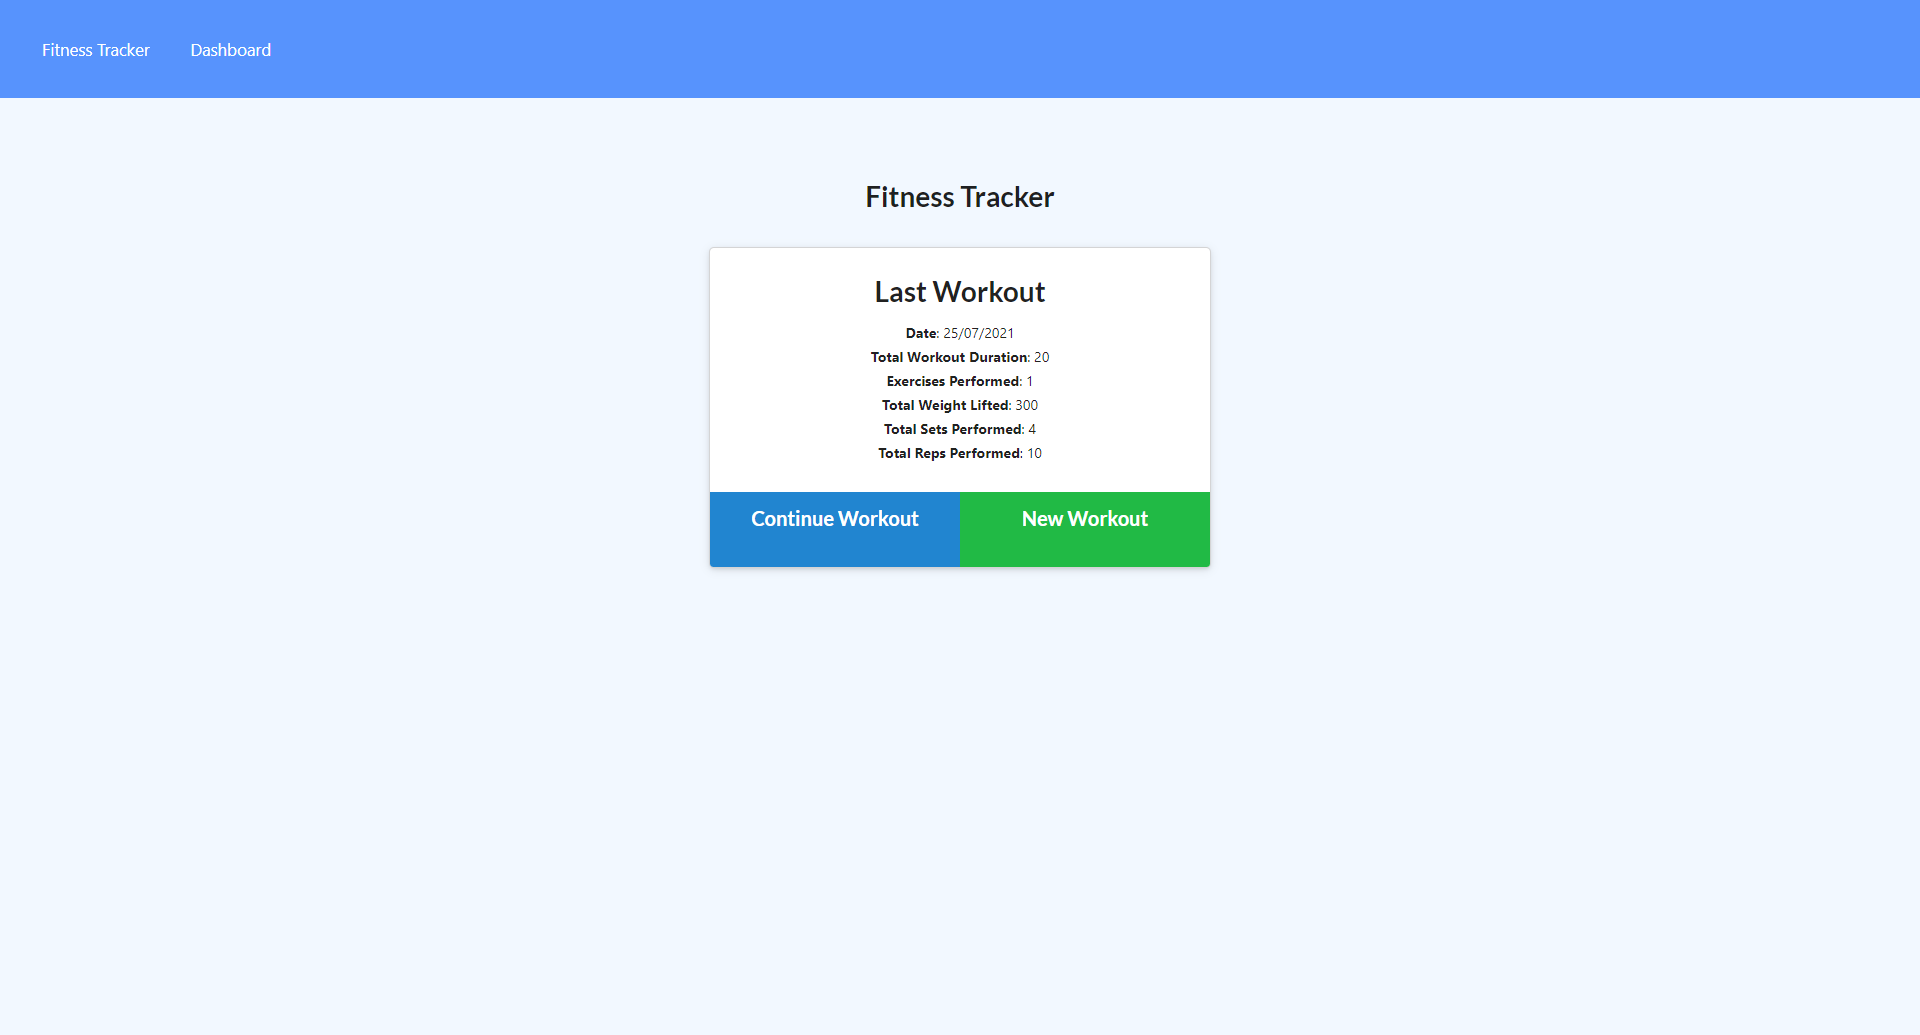 Fitness Tracker Dashboard
Fitness Tracker
Last Workout
Date: 25/07/2021
Total Workout Duration: 20
Exercises Performed: 1
Total Weight Lifted: 300
Total Sets Performed: 4
Total Reps Performed: 10
Continue Workout New Workout